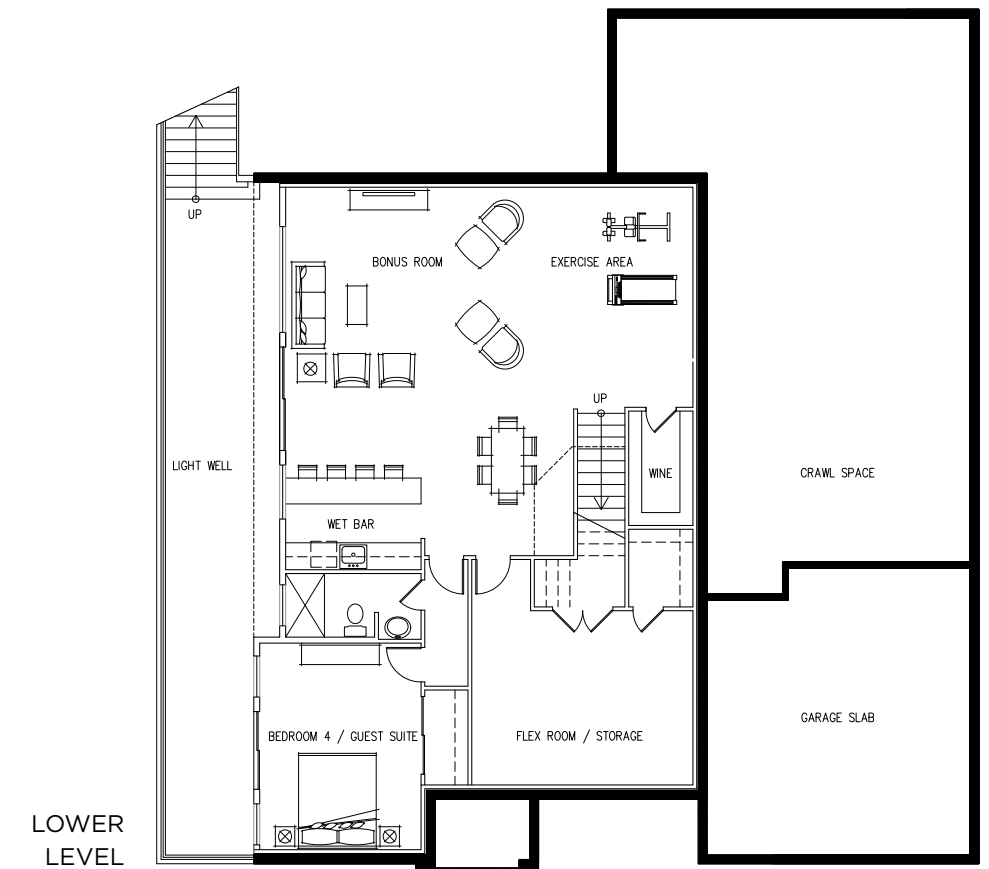 UP
BONUS ROOM
EXERCISE AREA
UP
LIGHT WELL
WINE
CRAWL SPACE
WET BAR
GARAGE SLAB
BEDROOM 4 / GUEST SUITE
FLEX ROOM / STORAGE
LOWER
LEVEL